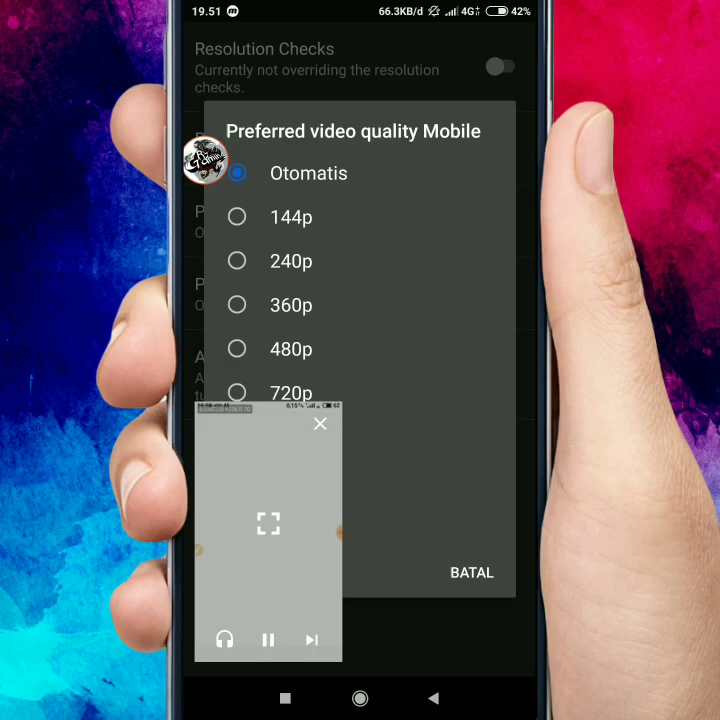 19.51
66.3KB/d
4G
42%
Resolution Checks
Currently not overriding the resolution
checks.
Preferred video quality Mobile
Otomatis
144p
240p
360p
480p
720p
BATAL